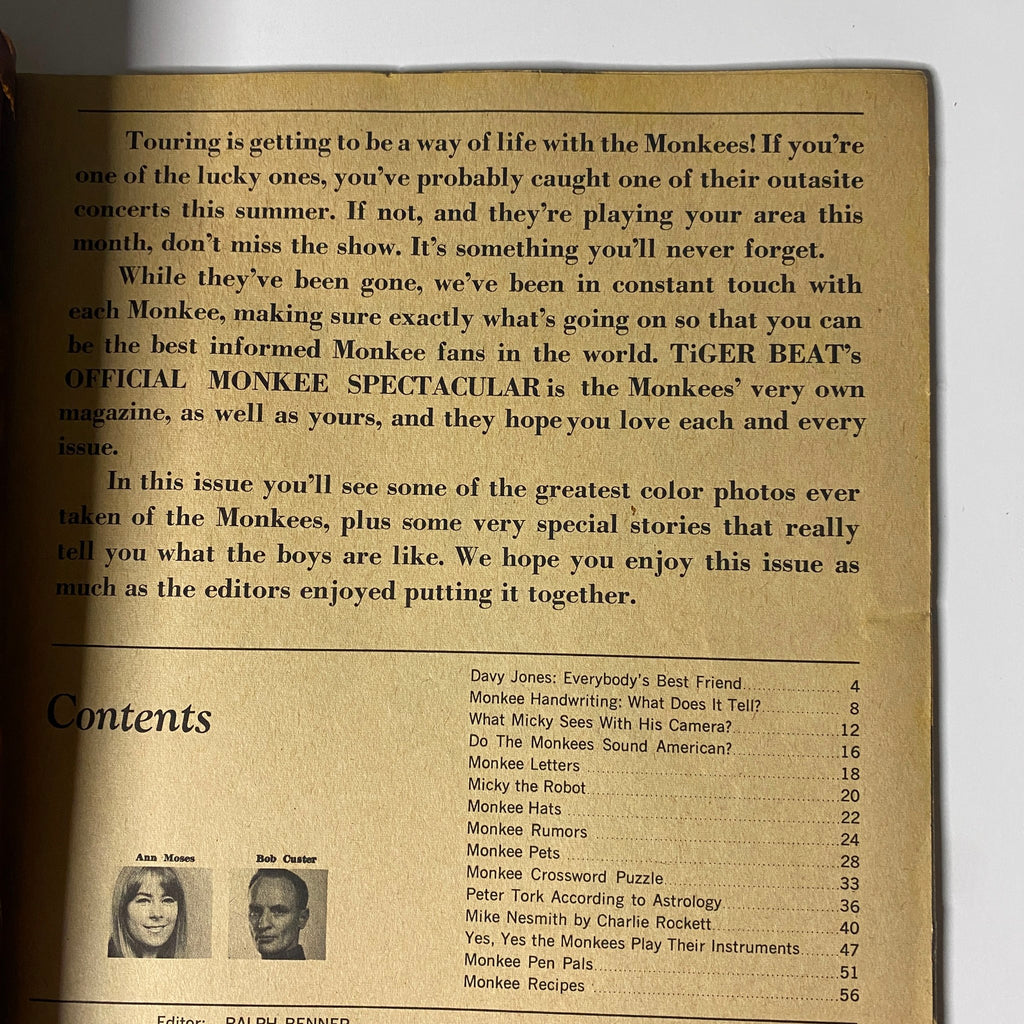 Touring is getting to be a way of life with the Monkees! If you're
one of the lucky ones, you've probably caught one of their outasite
concerts this summer. If not, and they're playing your area this
month, don't miss the show. It's something you'll never forget.
While they've been gone, we've been in constant touch with
each Monkee, making sure exactly what's going on so that you can
be the best informed Monkee fans in the world. TiGER BEAT's
OFFICIAL MONKEE SPECTACULAR is the Monkees' very own
magazine, as well as yours, and they hope you love each and every
issue.
In this issue you'll see some of the greatest color photos ever
taken of the Monkees, plus some very special stories that really
tell you what the boys are like. We hope you enjoy this issue as
much as the editors enjoyed putting it together.
Contents
Davy Jones: Everybody's Best Friend 4
Monkee Handwriting: What Does It Tell? 8
What Micky Sees With His Camera? 12
Do The Monkees Sound American? 16
Monkee Letters 18
Micky the Robot 20
Monkee Hats 22
Monkee Rumors 24
Monkee Pets 28
Monkee Crossword Puzzle 33
Peter Tork According to Astrology 36
Mike Nesmith by Charlie Rockett 40
Yes, Yes the Monkees Play Their Instruments 47
Monkee Pen Pals 51
Monkee Recipes 56
Ann Moses
Bob Custer
Editor: RALPH BENNER